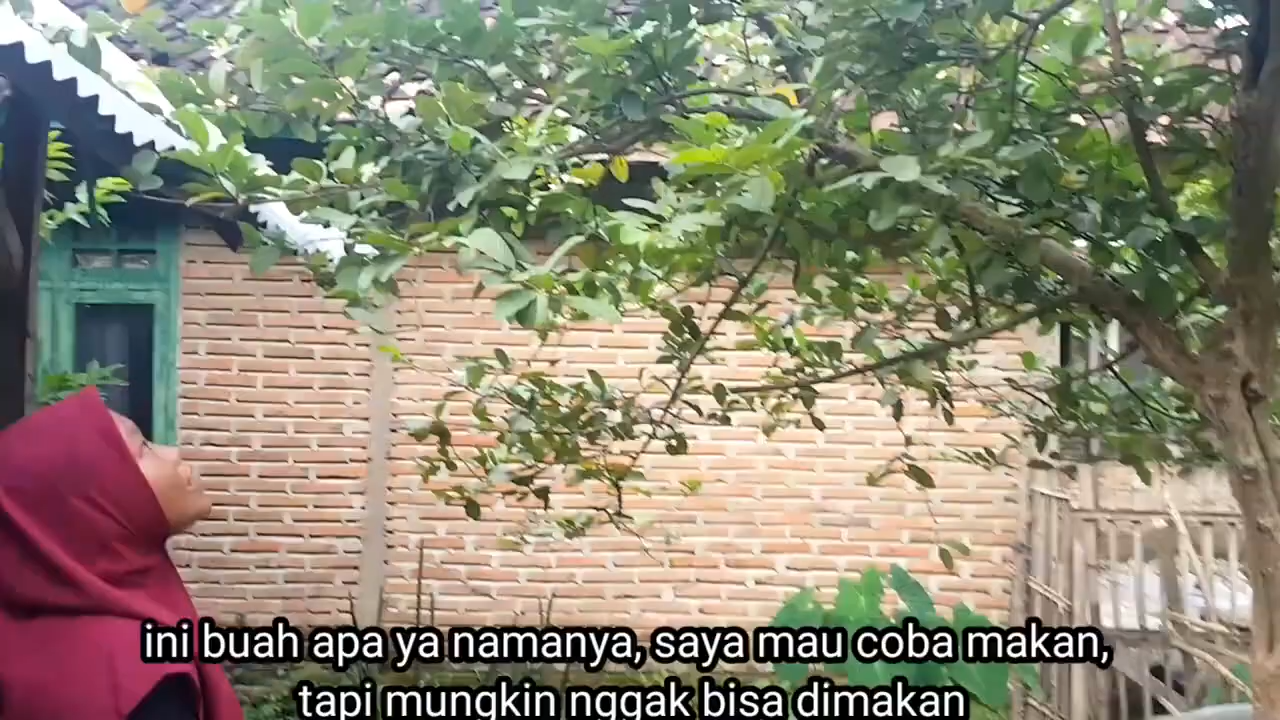 ini buah apa ya namanya, saya mau coba makan,
tapi mungkin nggak bisa dimakan